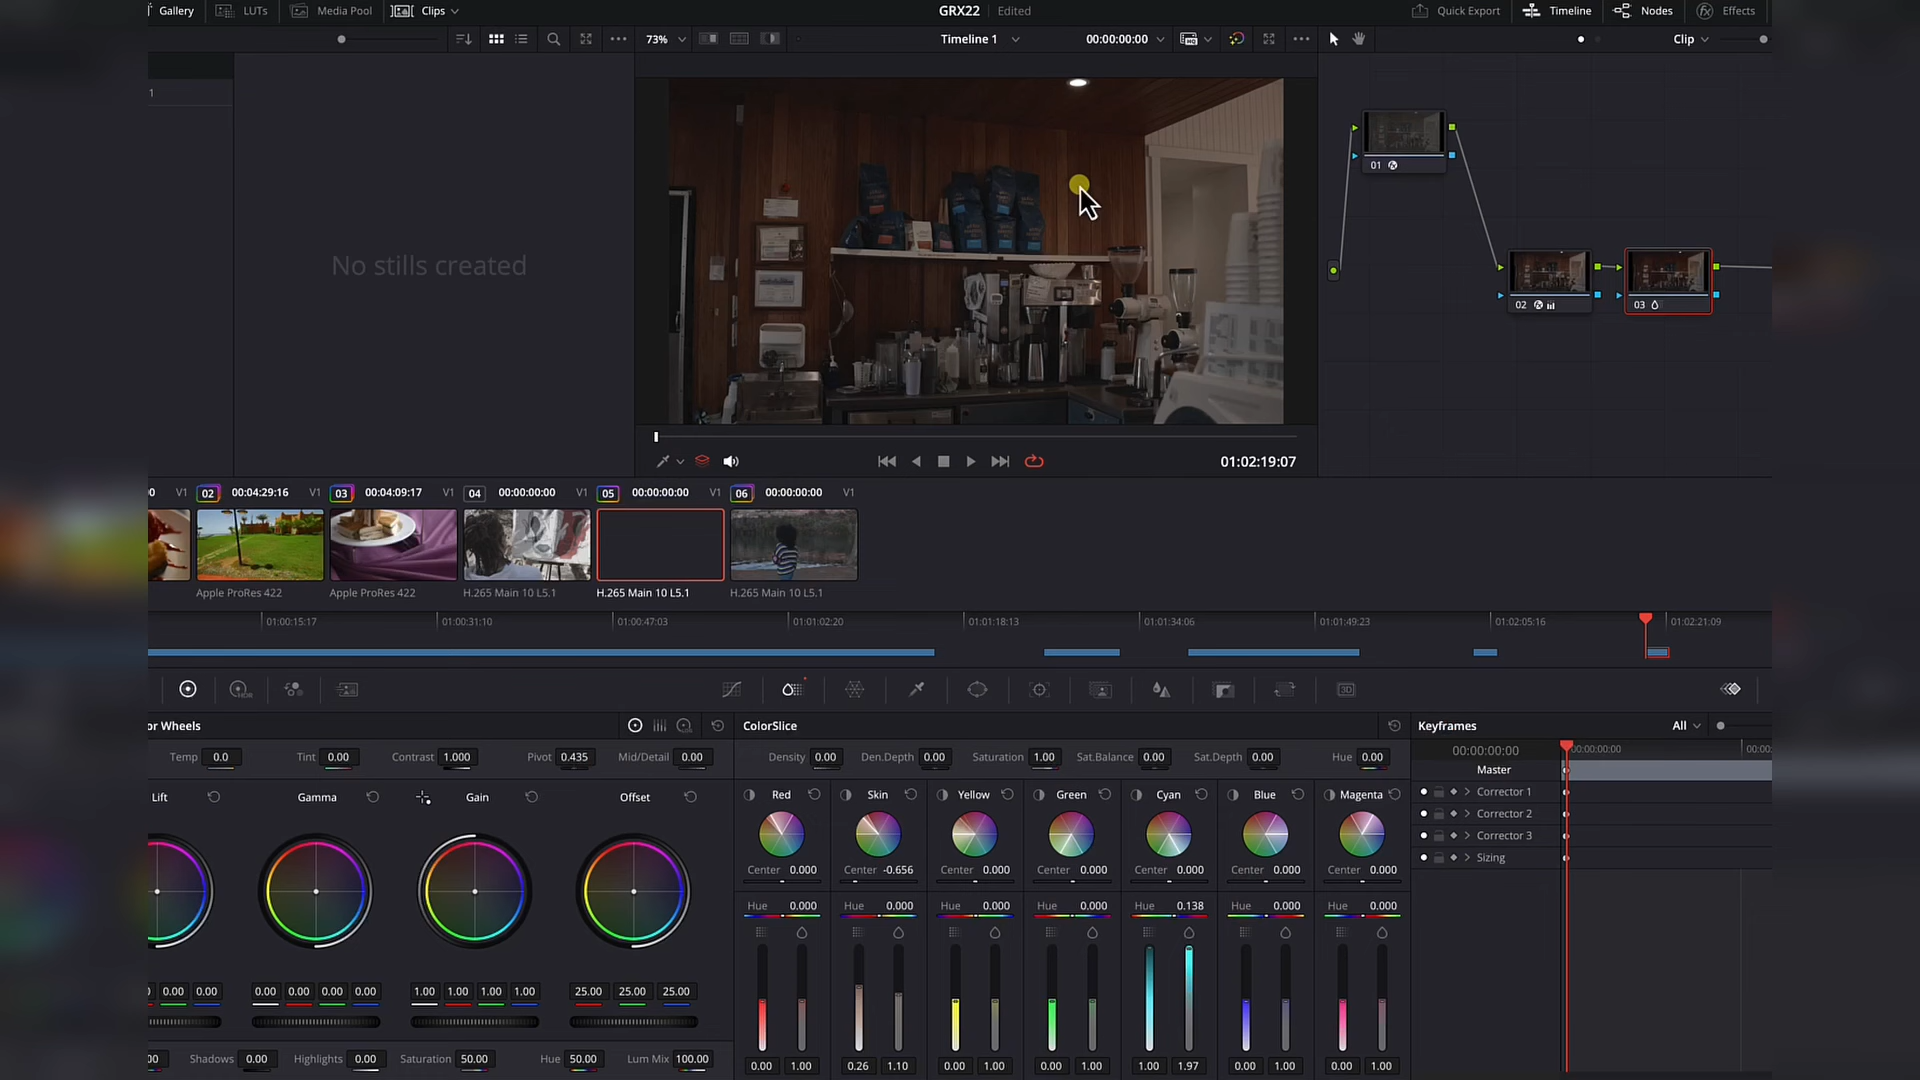 Gallery LUTs Media Pool Clips GRX22 Edited Quick Export Timeline Nodes Effects
73% Timeline 1 00:00:00:00 Clip
1
No stills created
01
02 03
01:02:19:07
V1 02 00:04:29:16 V1 03 00:04:09:17 V1 04 00:00:00:00 V1 05 00:00:00:00 V1 06 00:00:00:00 V1
Apple ProRes 422 Apple ProRes 422 H.265 Main 10 L5.1 H.265 Main 10 L5.1 H.265 Main 10 L5.1
01:00:15:17 01:00:31:10 01:00:47:03 01:01:02:20 01:01:18:13 01:01:34:06 01:01:49:23 01:02:05:16 01:02:21:09
3D
or Wheels ColorSlice Keyframes All
Temp 0.0 Tint 0.00 Contrast 1.000 Pivot 0.435 Mid/Detail 0.00 Density 0.00 Den.Depth 0.00 Saturation 1.00 Sat.Balance 0.00 Sat.Depth 0.00 Hue 0.00 00:00:00:00 00:00:00:00 00:00
Master
Lift Gamma Gain Offset Red Skin Yellow Green Cyan Blue Magenta Corrector 1
Corrector 2
Corrector 3
Sizing
Center 0.000 Center -0.656 Center 0.000 Center 0.000 Center 0.000 Center 0.000 Center 0.000
Hue 0.000 Hue 0.000 Hue 0.000 Hue 0.000 Hue 0.138 Hue 0.000 Hue 0.000
0.00 0.00 0.00 0.00 0.00 0.00 1.00 1.00 1.00 1.00 25.00 25.00 25.00
00 Shadows 0.00 Highlights 0.00 Saturation 50.00 Hue 50.00 Lum Mix 100.00 0.00 1.00 0.26 1.10 0.00 1.00 0.00 1.00 1.00 1.97 0.00 1.00 0.00 1.00